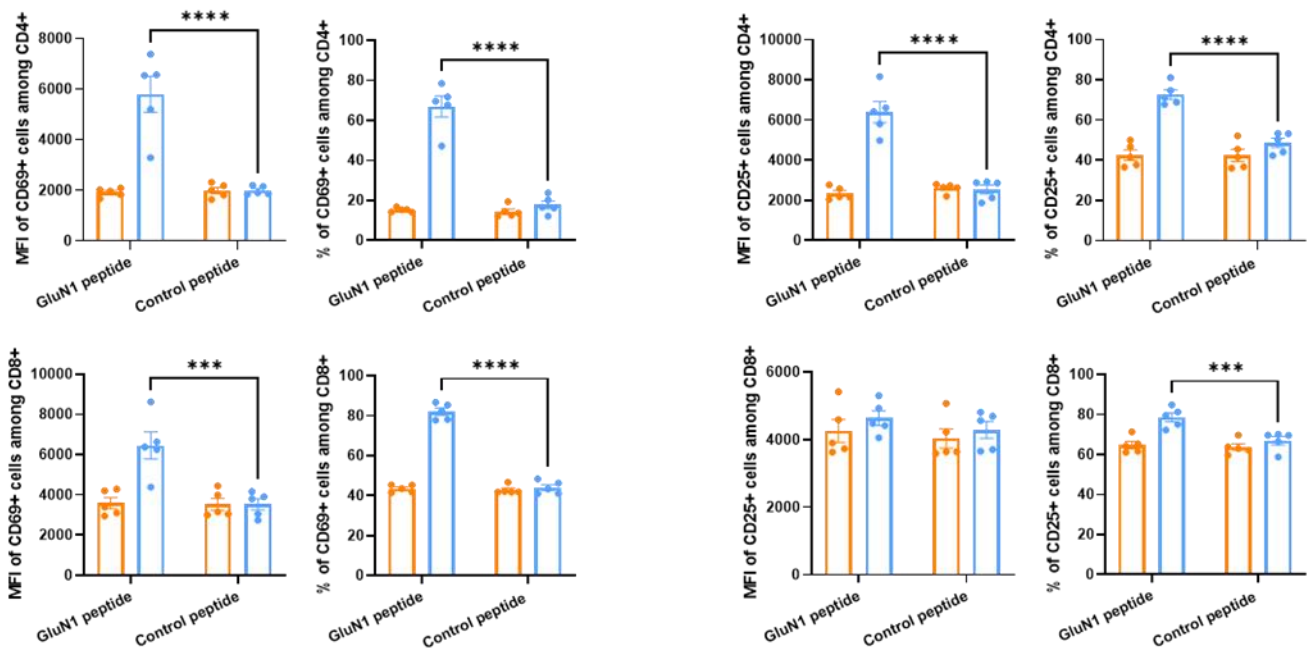 MFI of CD69+ cells among CD4+
8000
6000
4000
2000
0
****
GluN1 peptide
Control peptide
% of CD69+ cells among CD4+
100
80
60
40
20
0
****
GluN1 peptide
Control peptide
MFI of CD25+ cells among CD4+
10000
8000
6000
4000
2000
0
****
GluN1 peptide
Control peptide
% of CD25+ cells among CD4+
100
80
60
40
20
0
****
GluN1 peptide
Control peptide
MFI of CD69+ cells among CD8+
10000
8000
6000
4000
2000
0
***
GluN1 peptide
Control peptide
% of CD69+ cells among CD8+
100
80
60
40
20
0
****
GluN1 peptide
Control peptide
MFI of CD25+ cells among CD8+
6000
4000
2000
0
GluN1 peptide
Control peptide
% of CD25+ cells among CD8+
100
80
60
40
20
0
***
GluN1 peptide
Control peptide